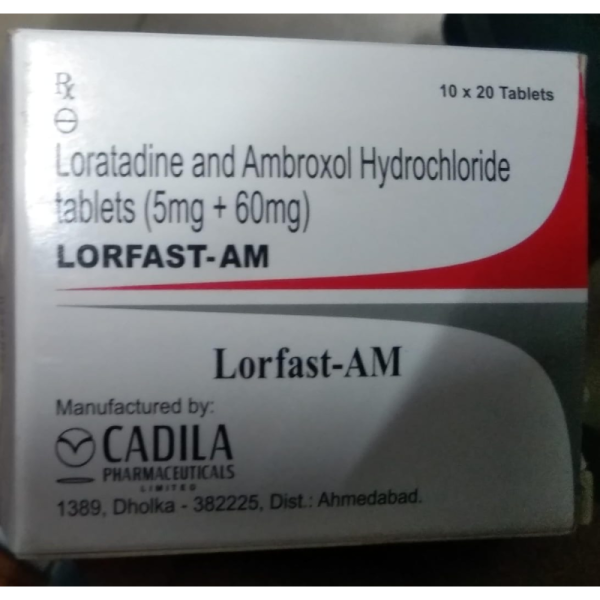 Rx
10 x 20 Tablets
Loratadine and Ambroxol Hydrochloride
tablets (5mg + 60mg)
LORFAST-AM
Lorfast-AM
Manufactured by:
CADILA
PHARMACEUTICALS
LIMITED
1389, Dholka - 382225, Dist.: Ahmedabad.